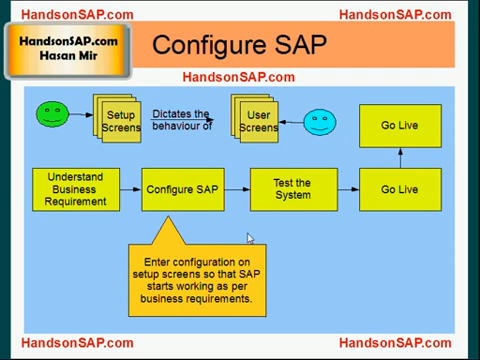 HandsonSAP.com
HandsonSAP.com
HandsonSAP.com
Hasan Mir
Configure SAP
HandsonSAP.com
Setup
Screens
Dictates the
behaviour of
User
Screens
Go Live
Understand
Business
Requirement
Configure SAP
Test the
System
Go Live
Enter configuration on
setup screens so that SAP
starts working as per
business requirements.
HandsonSAP.com
HandsonSAP.com